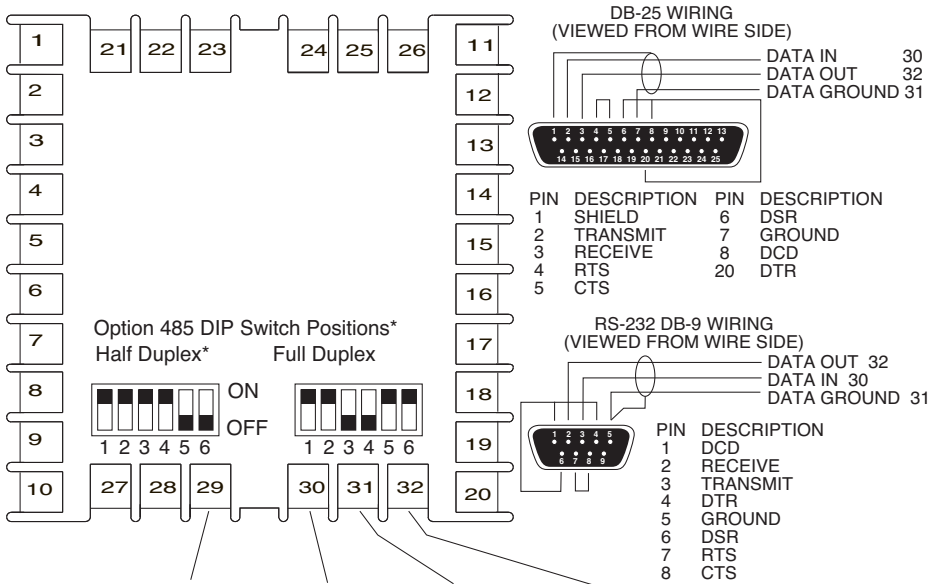 1
2
3
4
5
6
7
8
9
10
21 22 23 24 25 26
11
12
13
14
15
16
17
18
19
20
Option 485 DIP Switch Positions*
Half Duplex* Full Duplex
ON
OFF
1 2 3 4 5 6
1 2 3 4 5 6
27 28 29 30 31 32
DB-25 WIRING
(VIEWED FROM WIRE SIDE)
DATA IN 30
DATA OUT 32
DATA GROUND 31
1 2 3 4 5 6 7 8 9 10 11 12 13
14 15 16 17 18 19 20 21 22 23 24 25
PIN DESCRIPTION PIN DESCRIPTION
1 SHIELD 6 DSR
2 TRANSMIT 7 GROUND
3 RECEIVE 8 DCD
4 RTS 20 DTR
5 CTS
RS-232 DB-9 WIRING
(VIEWED FROM WIRE SIDE)
DATA OUT 32
DATA IN 30
DATA GROUND 31
1 2 3 4 5
6 7 8 9
PIN DESCRIPTION
1 DCD
2 RECEIVE
3 TRANSMIT
4 DTR
5 GROUND
6 DSR
7 RTS
8 CTS